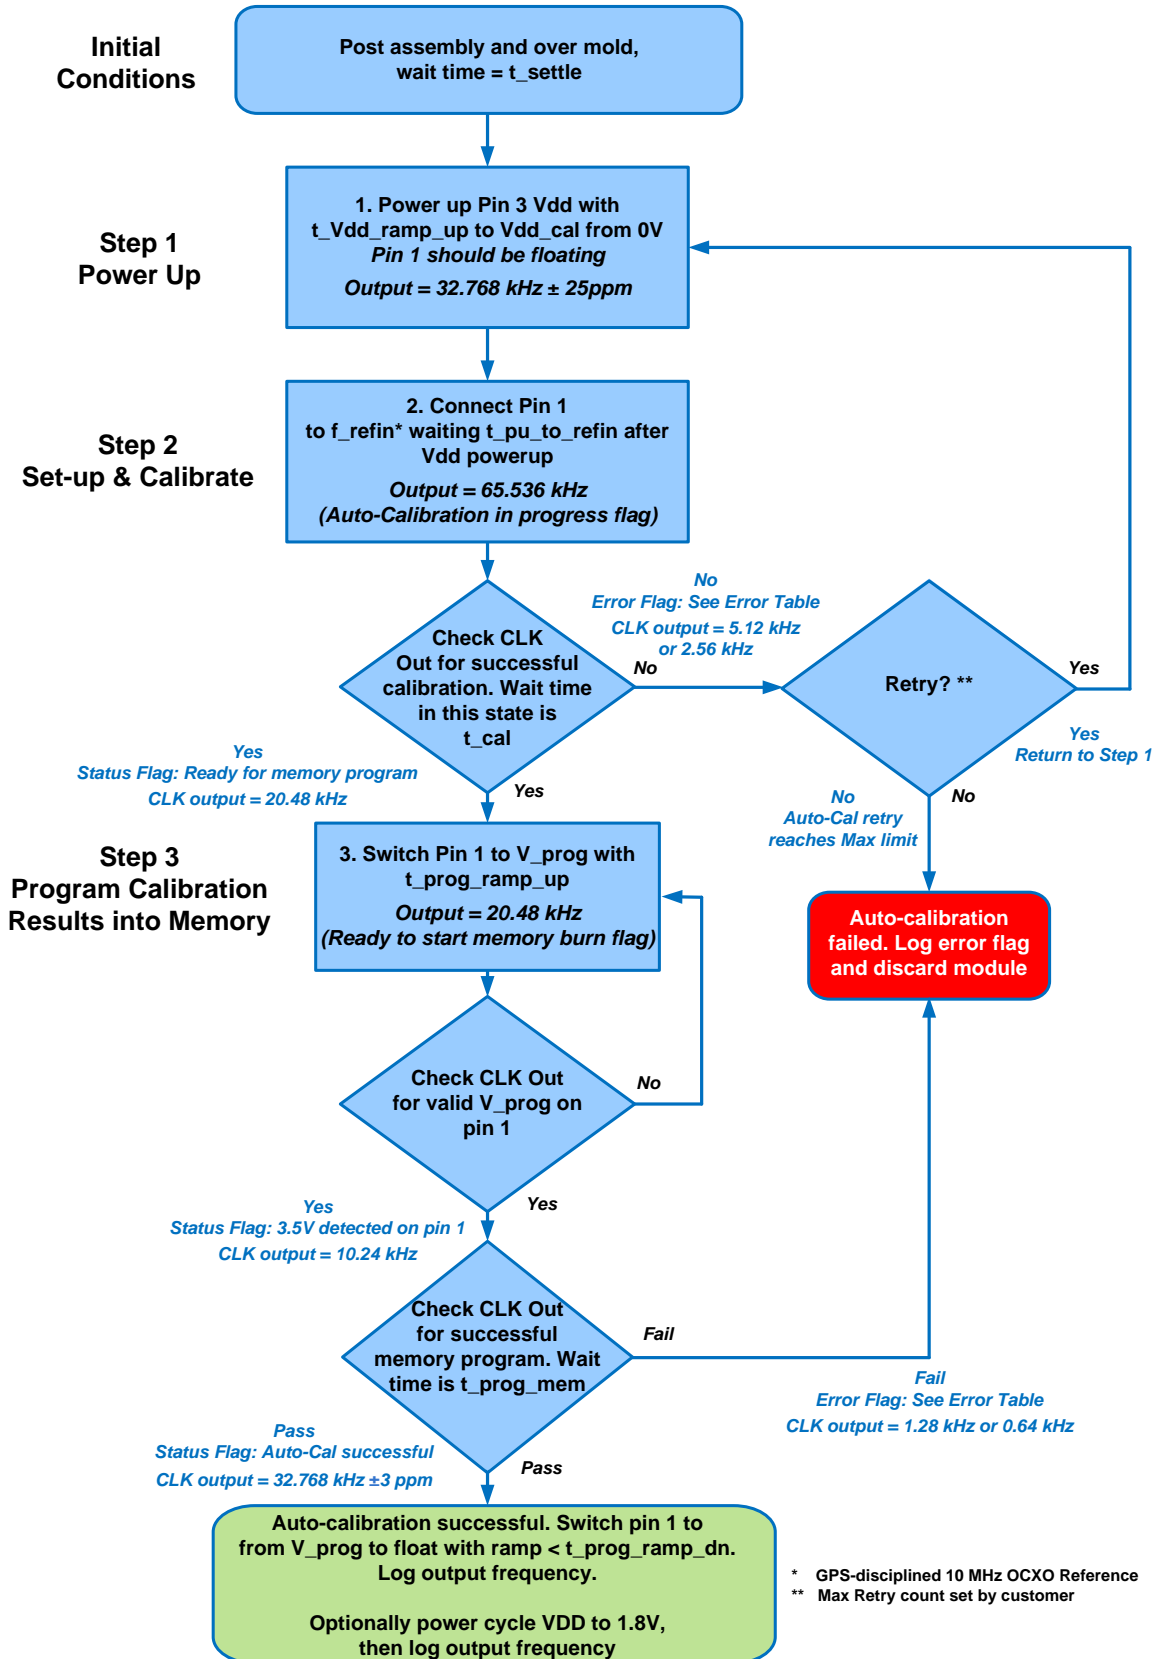 Initial
Conditions
Post assembly and over mold,
wait time = t_settle
Step 1
Power Up
1. Power up Pin 3 Vdd with
t_Vdd_ramp_up to Vdd_cal from 0V
Pin 1 should be floating
Output = 32.768 kHz ± 25ppm
Step 2
Set-up & Calibrate
2. Connect Pin 1
to f_refin* waiting t_pu_to_refin after
Vdd powerup
Output = 65.536 kHz
(Auto-Calibration in progress flag)
Check CLK
Out for successful
calibration. Wait time
in this state is
t_cal
No
Error Flag: See Error Table
CLK output = 5.12 kHz
or 2.56 kHz
No
Retry? **
Yes
Yes
Return to Step 1
No
No
Auto-Cal retry
reaches Max limit
Yes
Status Flag: Ready for memory program
CLK output = 20.48 kHz
Yes
Step 3
Program Calibration
Results into Memory
3. Switch Pin 1 to V_prog with
t_prog_ramp_up
Output = 20.48 kHz
(Ready to start memory burn flag)
Auto-calibration
failed. Log error flag
and discard module
Check CLK Out
for valid V_prog on
pin 1
No
Yes
Yes
Status Flag: 3.5V detected on pin 1
CLK output = 10.24 kHz
Check CLK Out
for successful
memory program. Wait
time is t_prog_mem
Fail
Fail
Error Flag: See Error Table
CLK output = 1.28 kHz or 0.64 kHz
Pass
Status Flag: Auto-Cal successful
CLK output = 32.768 kHz ±3 ppm
Pass
Auto-calibration successful. Switch pin 1 to
from V_prog to float with ramp < t_prog_ramp_dn.
Log output frequency.
Optionally power cycle VDD to 1.8V,
then log output frequency
* GPS-disciplined 10 MHz OCXO Reference
** Max Retry count set by customer